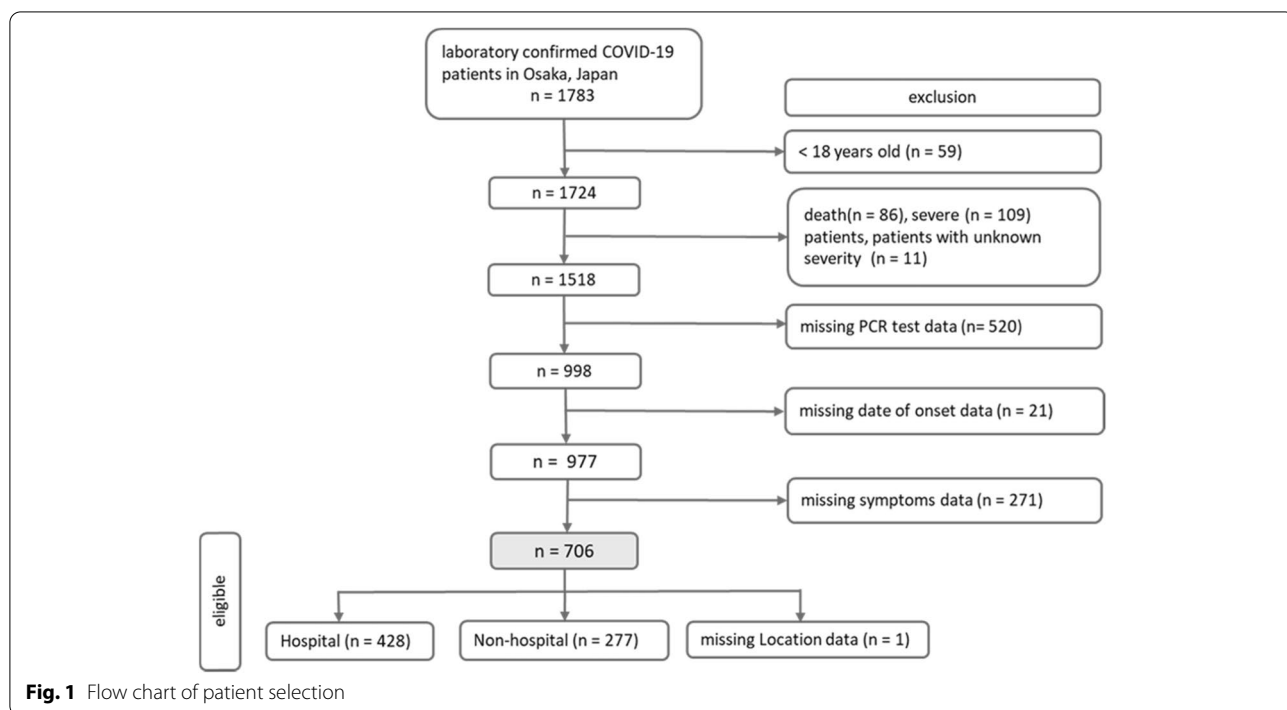 laboratory confirmed COVID-19
patients in Osaka, Japan
n = 1783
exclusion
< 18 years old (n = 59)
n = 1724
death(n = 86), severe (n = 109)
patients, patients with unknown
severity (n = 11)
n = 1518
missing PCR test data (n= 520)
n = 998
missing date of onset data (n = 21)
n = 977
missing symptoms data (n = 271)
n = 706
eligible
Hospital (n = 428)
Non-hospital (n = 277)
missing Location data (n = 1)
Fig. 1 Flow chart of patient selection